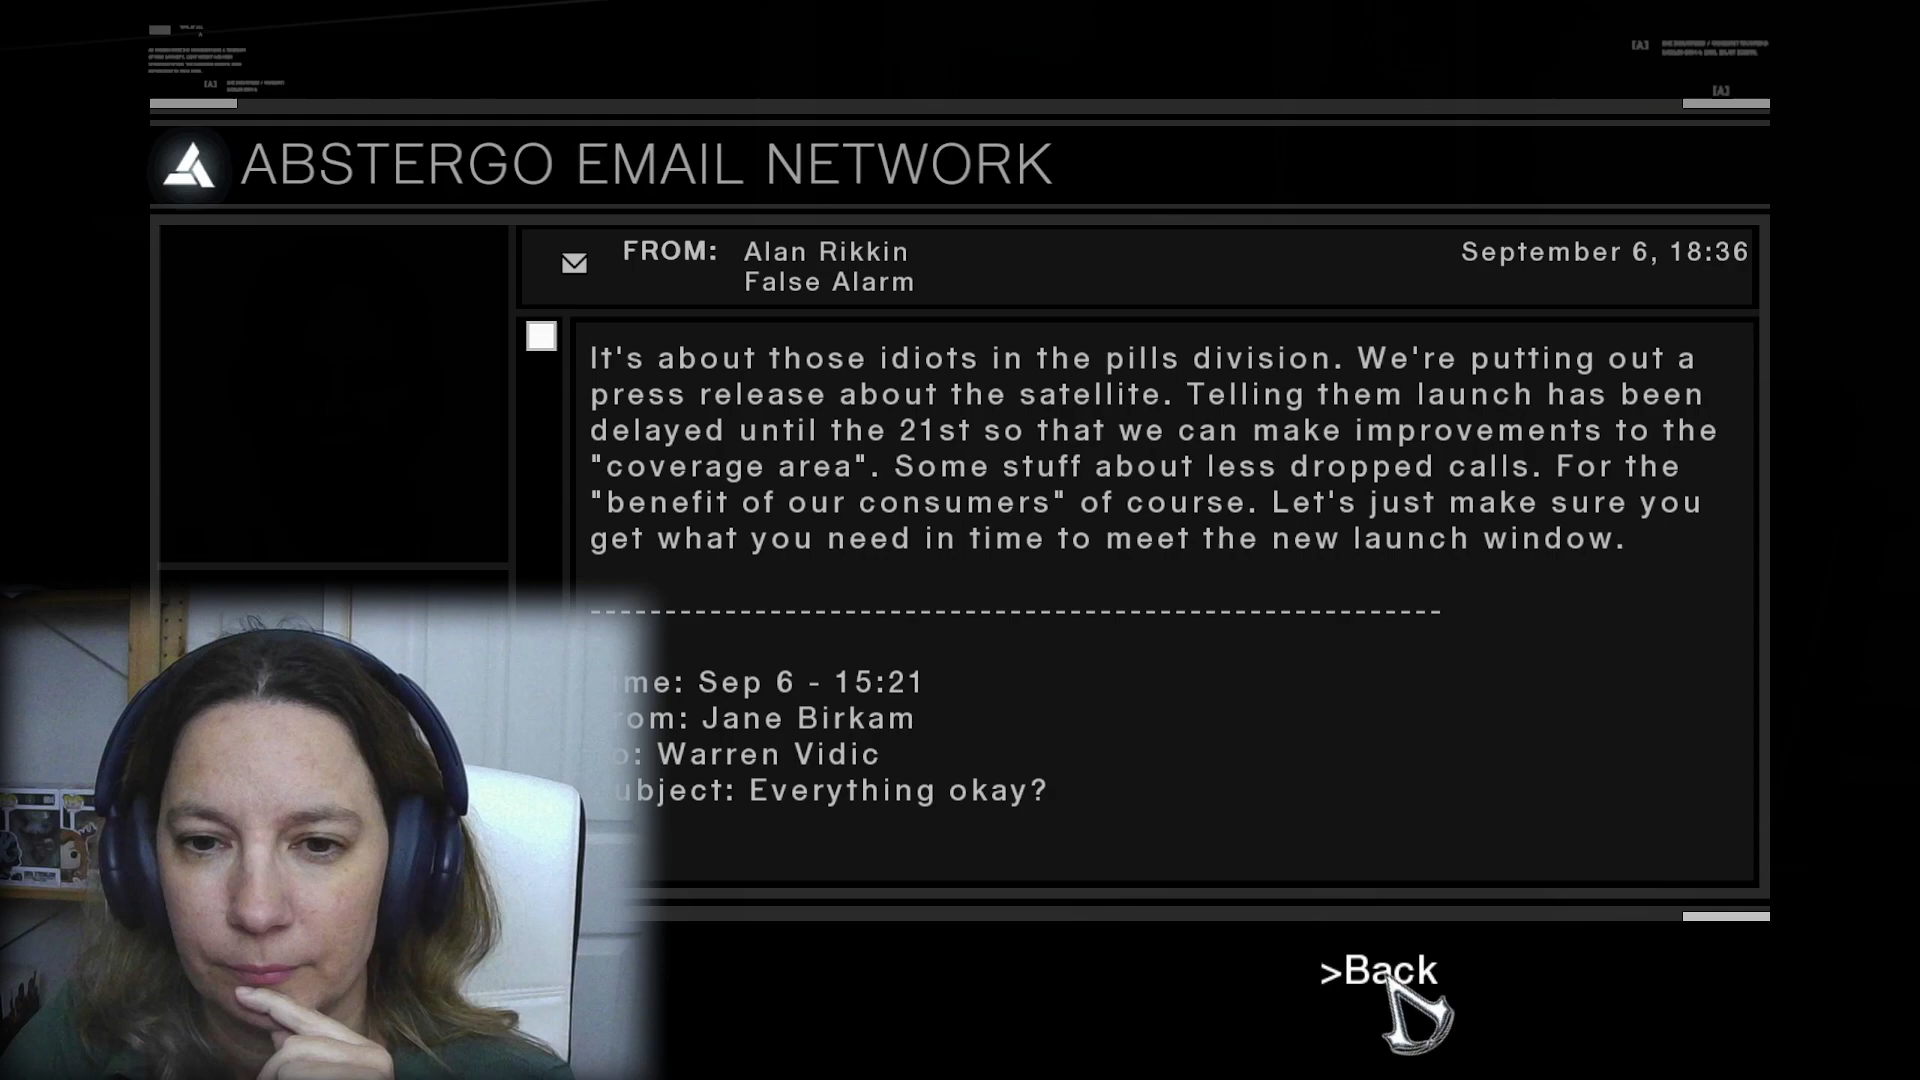 ABSTERGO EMAIL NETWORK
FROM: Alan Rikkin
False Alarm
September 6, 18:36
It's about those idiots in the pills division. We're putting out a
press release about the satellite. Telling them launch has been
delayed until the 21st so that we can make improvements to the
"coverage area". Some stuff about less dropped calls. For the
"benefit of our consumers" of course. Let's just make sure you
get what you need in time to meet the new launch window.
---------------------------------------------------------
me: Sep 6 - 15:21
rom: Jane Birkam
o: Warren Vidic
ubject: Everything okay?
>Back